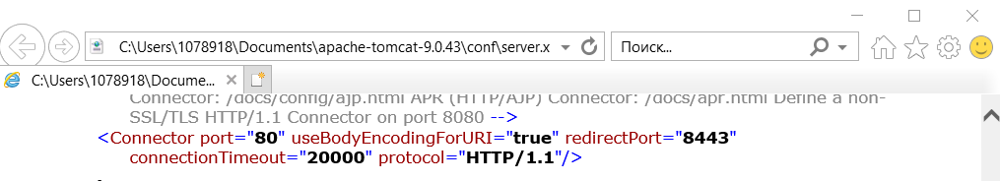 C:\Users\1078918\Documents\apache-tomcat-9.0.43\conf\server.x
Поиск...
C:\Users\1078918\Docume...
Connector: /docs/config/ajp.html APR (HTTP/AJP) Connector: /docs/apr.html Define a non-
SSL/TLS HTTP/1.1 Connector on port 8080 -->
<Connector port="80" useBodyEncodingForURI="true" redirectPort="8443"
connectionTimeout="20000" protocol="HTTP/1.1"/>